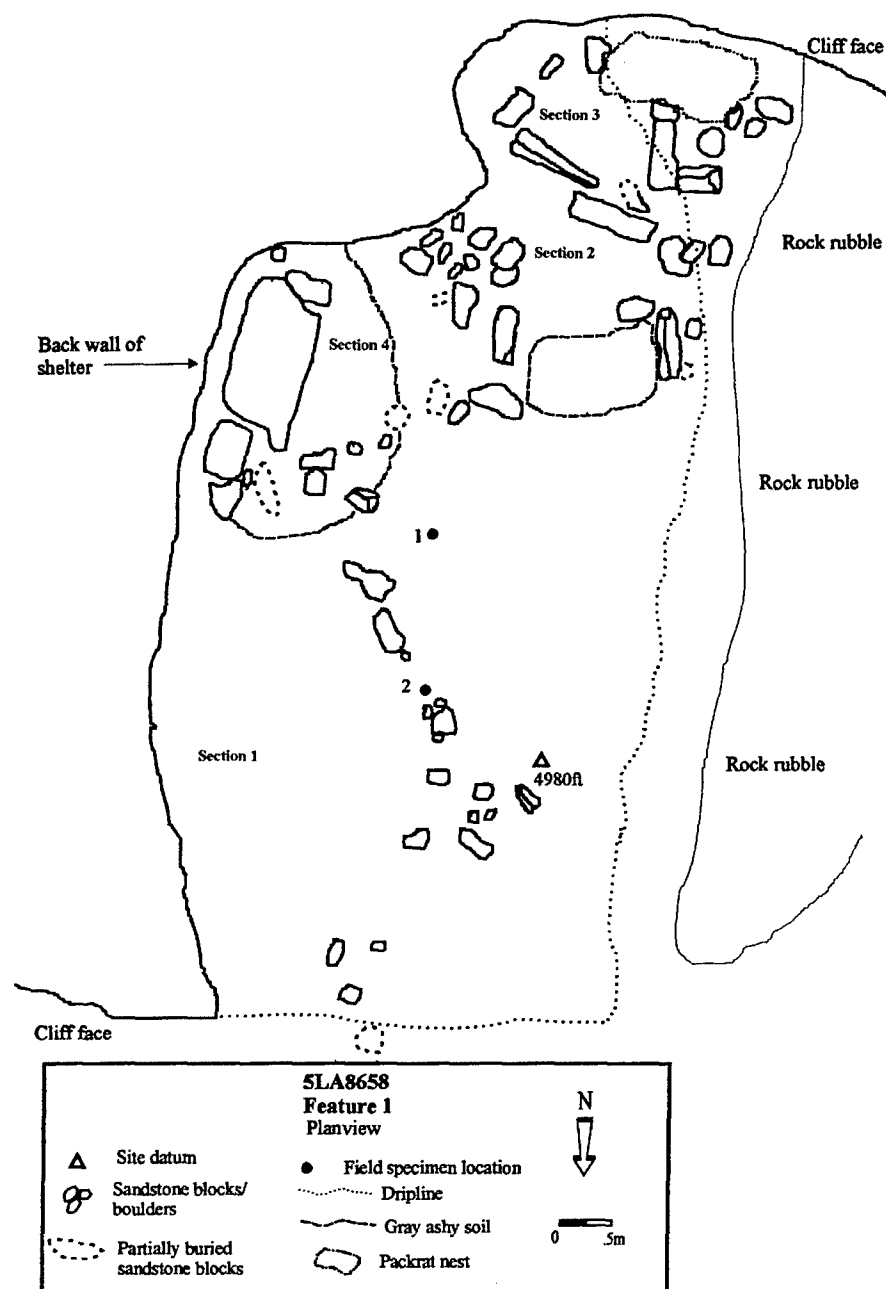 Cliff face
Section 3
Rock rubble
Section 2
Back wall of
shelter
Section 4
Rock rubble
1
2
Section 1
4980ft
Rock rubble
Cliff face
5LA8658
Feature 1
Planview
N
Site datum
Field specimen location
Sandstone blocks/
boulders
Dripline
Gray ashy soil
0 .5m
Partially buried
sandstone blocks
Packrat nest